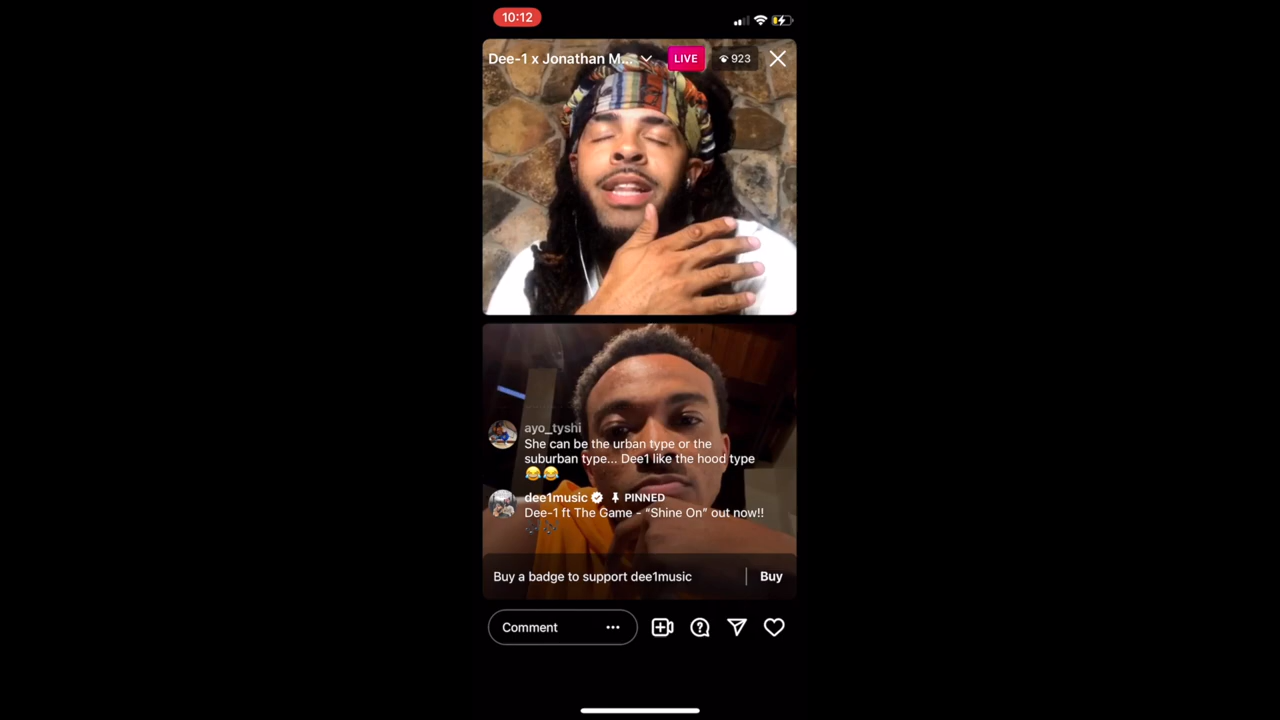 10:12
Dee-1 x Jonathan M...
LIVE
923
ayo_tyshi
She can be the urban type or the
suburban type... Dee1 like the hood type
😂😂
dee1music PINNED
Dee-1 ft The Game - “Shine On” out now!!
Buy a badge to support dee1music
Buy
Comment